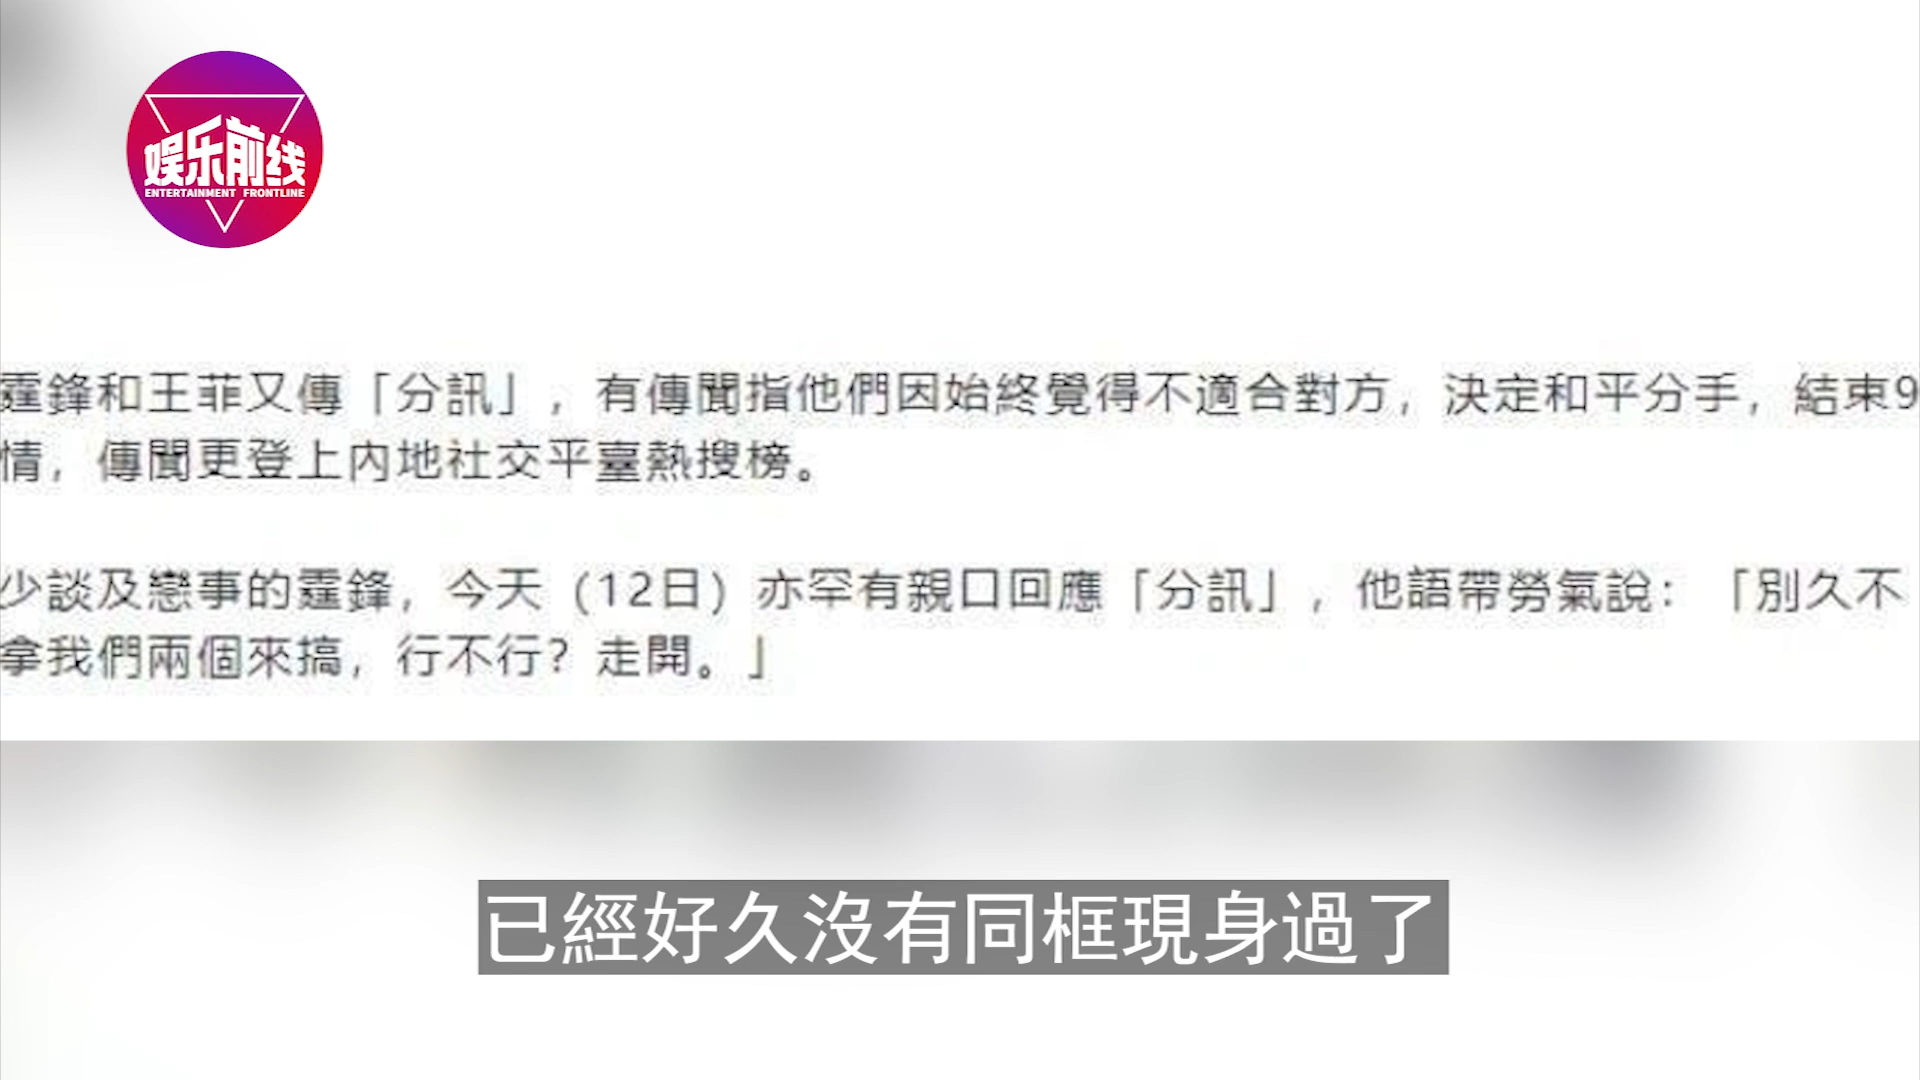 娱乐前线
ENTERTAINMENT FRONTLINE
霆鋒和王菲又傳「分訊」，有傳聞指他們因始終覺得不適合對方，決定和平分手，結束9
情，傳聞更登上內地社交平臺熱搜榜。
少談及戀事的霆鋒，今天（12日）亦罕有親口回應「分訊」，他語帶勞氣說：「別久不
拿我們兩個來搞，行不行？走開。」
已經好久沒有同框現身過了